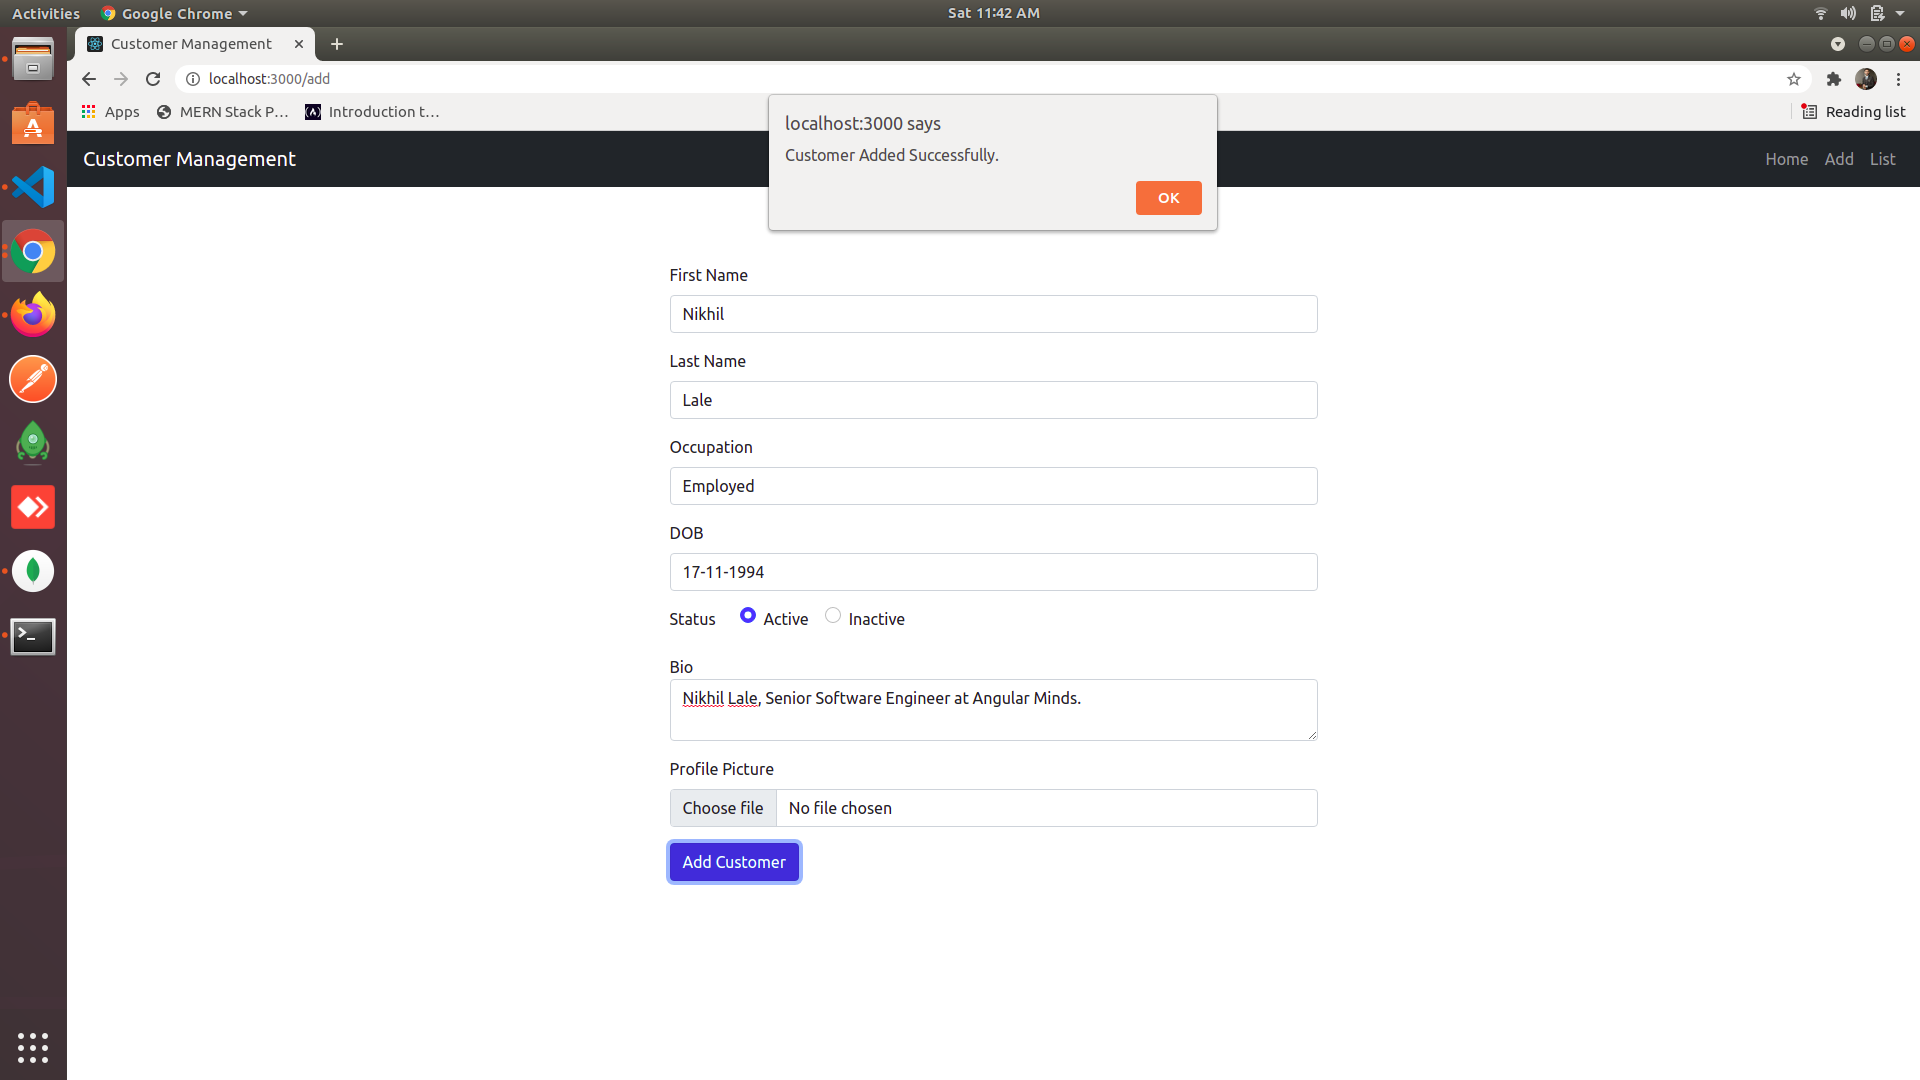 Activities
Google Chrome
Sat 11:42 AM
Customer Management
localhost:3000/add
Apps
MERN Stack P...
Introduction t...
Reading list
localhost:3000 says
Customer Added Successfully.
OK
Customer Management
Home
Add
List
First Name
Nikhil
Last Name
Lale
Occupation
Employed
DOB
17-11-1994
Status
Active
Inactive
Bio
Nikhil Lale, Senior Software Engineer at Angular Minds.
Profile Picture
Choose file
No file chosen
Add Customer